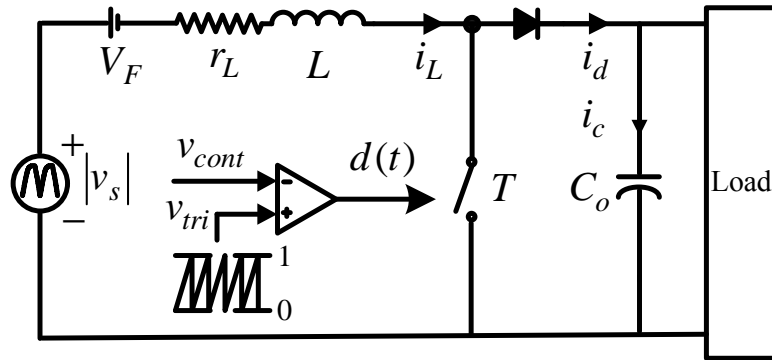 V_F
r_L
L
i_L
i_d
i_c
+
|v_s|
−
v_cont
-
d(t)
v_tri
+
T
C_o
Load
1
0